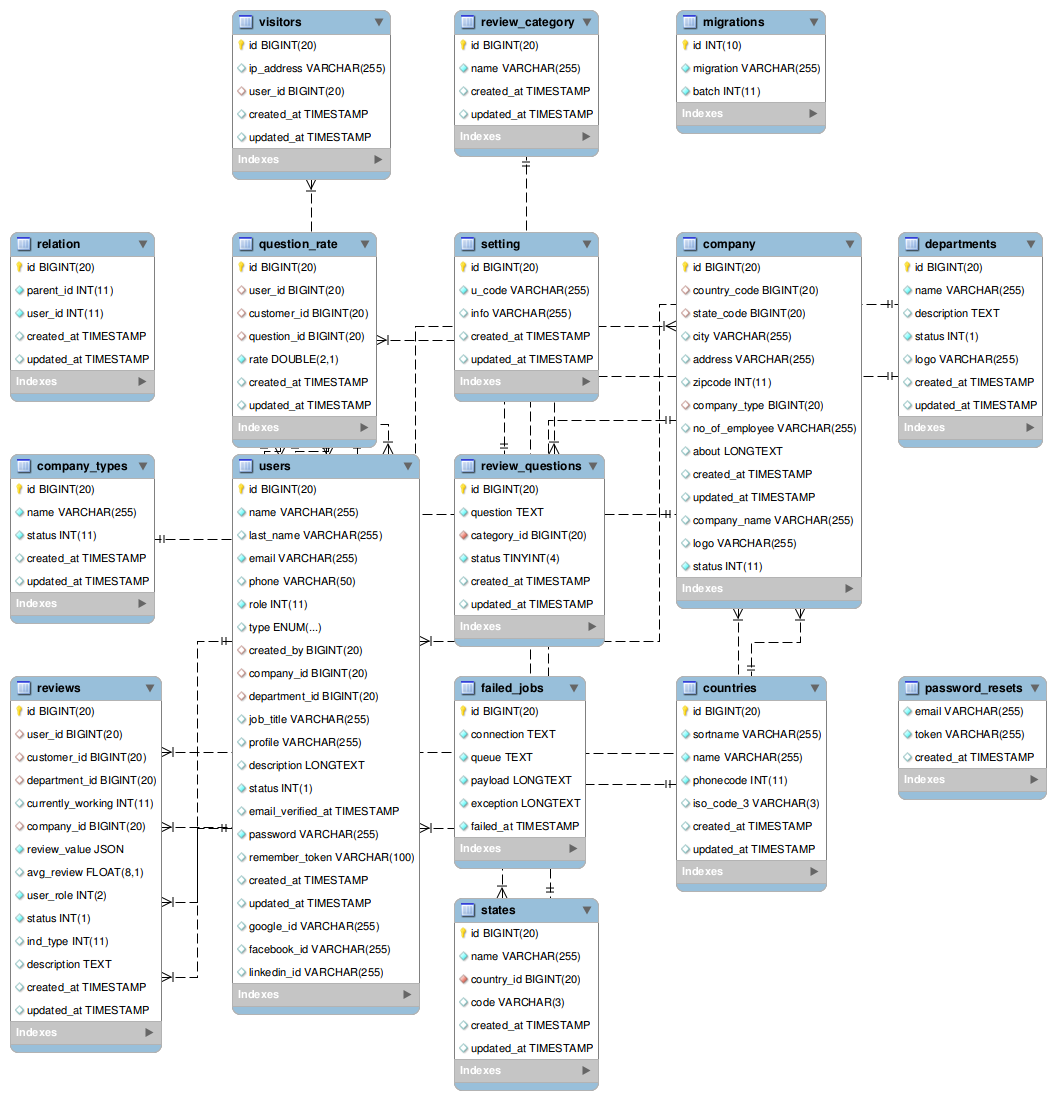 visitors
id BIGINT(20)
ip_address VARCHAR(255)
user_id BIGINT(20)
created_at TIMESTAMP
updated_at TIMESTAMP
Indexes
review_category
id BIGINT(20)
name VARCHAR(255)
created_at TIMESTAMP
updated_at TIMESTAMP
Indexes
migrations
id INT(10)
migration VARCHAR(255)
batch INT(11)
Indexes
relation
id BIGINT(20)
parent_id INT(11)
user_id INT(11)
created_at TIMESTAMP
updated_at TIMESTAMP
Indexes
question_rate
id BIGINT(20)
user_id BIGINT(20)
customer_id BIGINT(20)
question_id BIGINT(20)
rate DOUBLE(2,1)
created_at TIMESTAMP
updated_at TIMESTAMP
Indexes
setting
id BIGINT(20)
u_code VARCHAR(255)
info VARCHAR(255)
created_at TIMESTAMP
updated_at TIMESTAMP
Indexes
company
id BIGINT(20)
country_code BIGINT(20)
state_code BIGINT(20)
city VARCHAR(255)
address VARCHAR(255)
zipcode INT(11)
company_type BIGINT(20)
no_of_employee VARCHAR(255)
about LONGTEXT
created_at TIMESTAMP
updated_at TIMESTAMP
company_name VARCHAR(255)
logo VARCHAR(255)
status INT(11)
Indexes
departments
id BIGINT(20)
name VARCHAR(255)
description TEXT
status INT(1)
logo VARCHAR(255)
created_at TIMESTAMP
updated_at TIMESTAMP
Indexes
company_types
id BIGINT(20)
name VARCHAR(255)
status INT(11)
created_at TIMESTAMP
updated_at TIMESTAMP
Indexes
users
id BIGINT(20)
name VARCHAR(255)
last_name VARCHAR(255)
email VARCHAR(255)
phone VARCHAR(50)
role INT(11)
type ENUM(...)
created_by BIGINT(20)
company_id BIGINT(20)
department_id BIGINT(20)
job_title VARCHAR(255)
profile VARCHAR(255)
description LONGTEXT
status INT(1)
email_verified_at TIMESTAMP
password VARCHAR(255)
remember_token VARCHAR(100)
created_at TIMESTAMP
updated_at TIMESTAMP
google_id VARCHAR(255)
facebook_id VARCHAR(255)
linkedin_id VARCHAR(255)
Indexes
review_questions
id BIGINT(20)
question TEXT
category_id BIGINT(20)
status TINYINT(4)
created_at TIMESTAMP
updated_at TIMESTAMP
Indexes
reviews
id BIGINT(20)
user_id BIGINT(20)
customer_id BIGINT(20)
department_id BIGINT(20)
currently_working INT(11)
company_id BIGINT(20)
review_value JSON
avg_review FLOAT(8,1)
user_role INT(2)
status INT(1)
ind_type INT(11)
description TEXT
created_at TIMESTAMP
updated_at TIMESTAMP
Indexes
failed_jobs
id BIGINT(20)
connection TEXT
queue TEXT
payload LONGTEXT
exception LONGTEXT
failed_at TIMESTAMP
Indexes
countries
id BIGINT(20)
sortname VARCHAR(255)
name VARCHAR(255)
phonecode INT(11)
iso_code_3 VARCHAR(3)
created_at TIMESTAMP
updated_at TIMESTAMP
Indexes
password_resets
email VARCHAR(255)
token VARCHAR(255)
created_at TIMESTAMP
Indexes
states
id BIGINT(20)
name VARCHAR(255)
country_id BIGINT(20)
code VARCHAR(3)
created_at TIMESTAMP
updated_at TIMESTAMP
Indexes